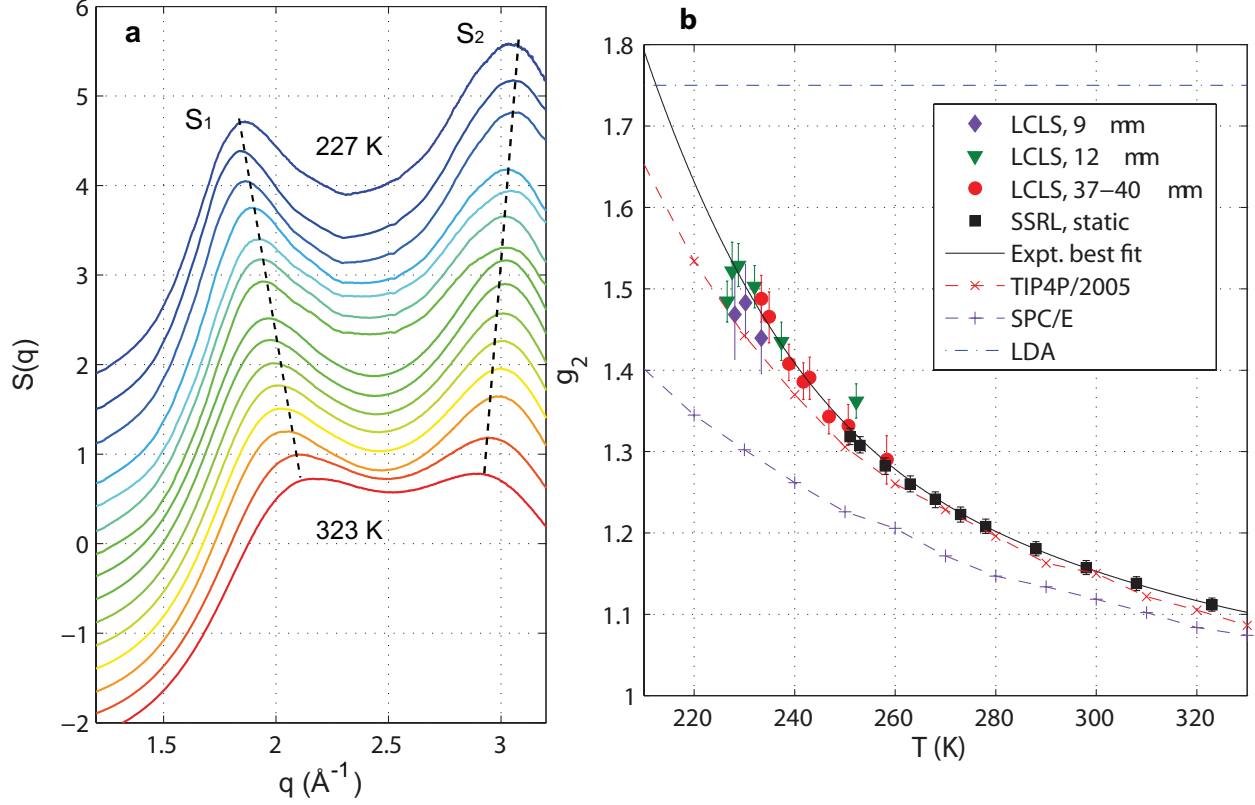 a
S1
S2
227 K
323 K
6
5
4
3
2
1
0
−1
−2
1.5
2
2.5
3
S(q)
q (Å-1)
b
LCLS, 9 mm
LCLS, 12 mm
LCLS, 37−40 mm
SSRL, static
Expt. best fit
TIP4P/2005
SPC/E
LDA
1.8
1.7
1.6
1.5
1.4
1.3
1.2
1.1
1
220
240
260
280
300
320
g2
T (K)